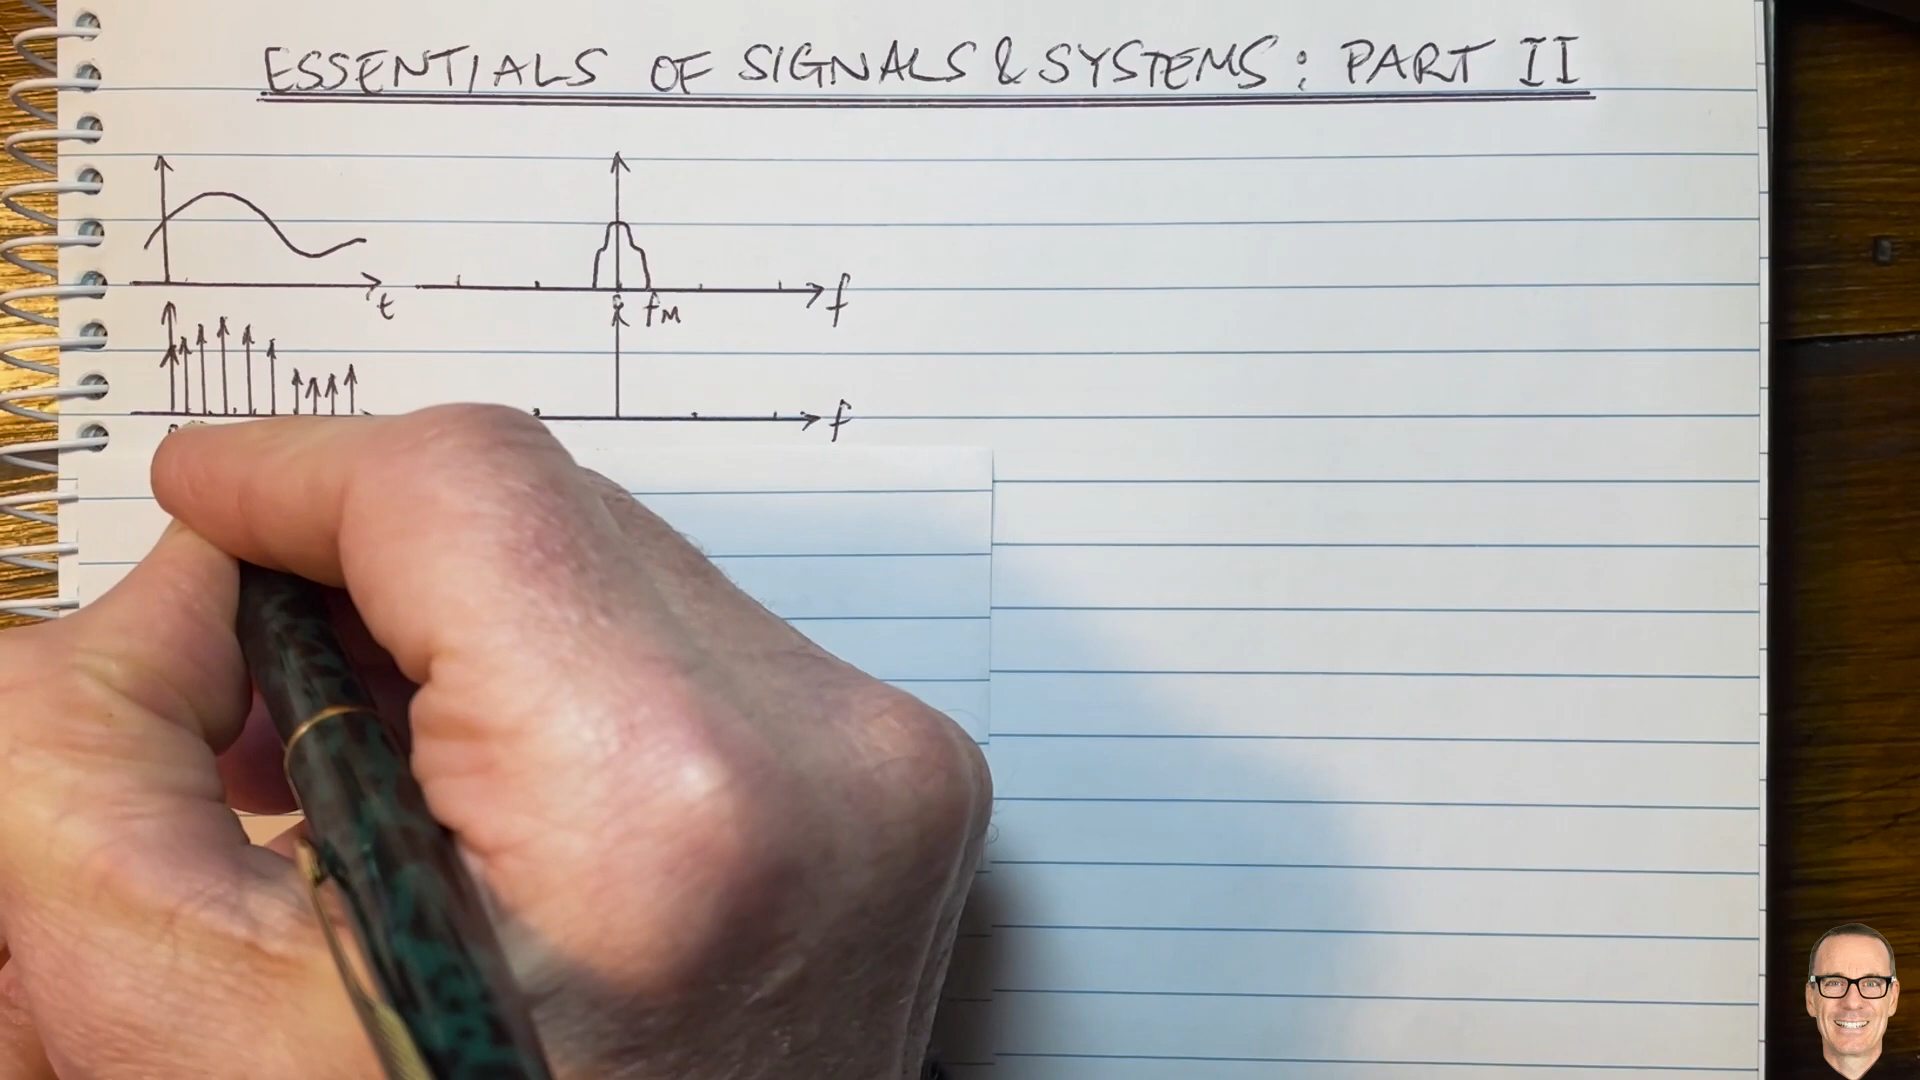 ESSENTIALS OF SIGNALS & SYSTEMS: PART II
t
f
fM
f